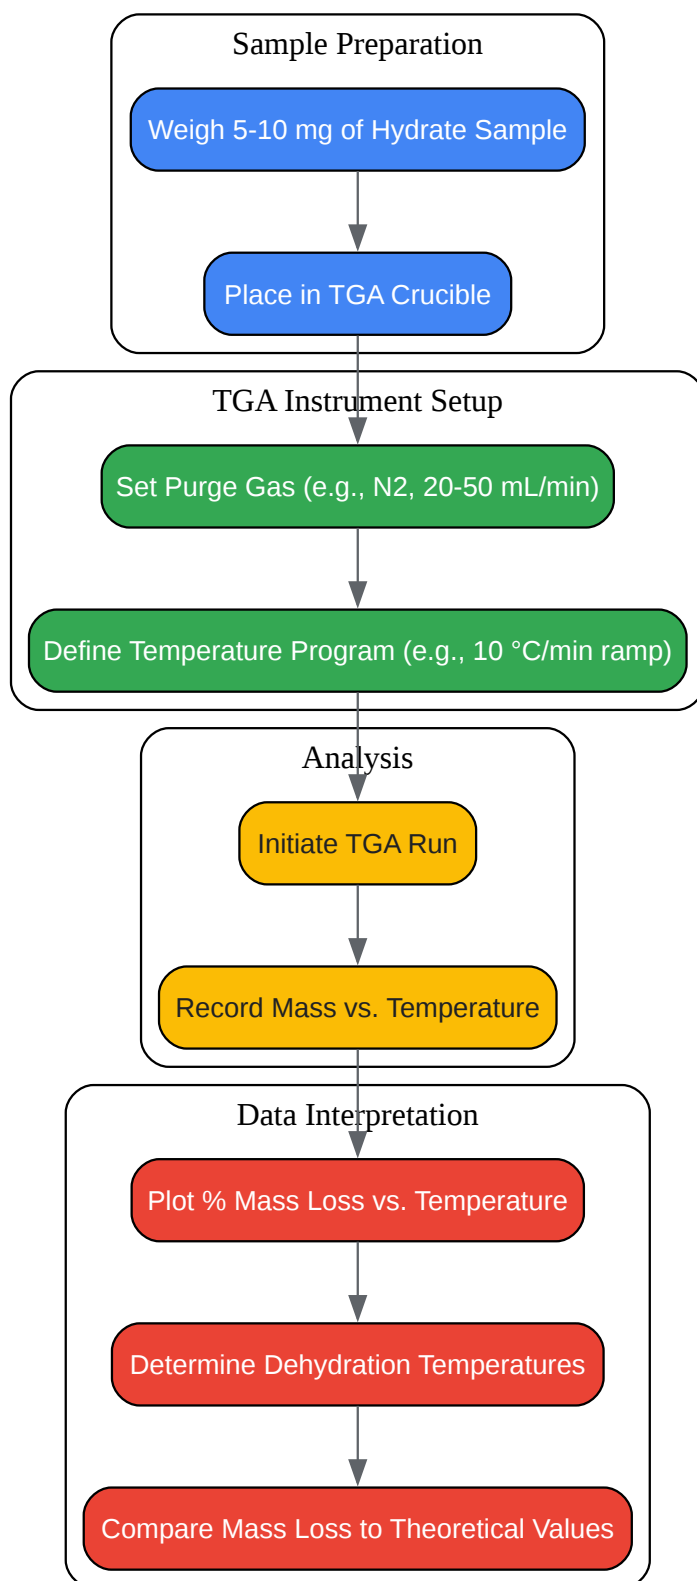 Sample Preparation
Weigh 5-10 mg of Hydrate Sample
Place in TGA Crucible
TGA Instrument Setup
Set Purge Gas (e.g., N2, 20-50 mL/min)
Define Temperature Program (e.g., 10 °C/min ramp)
Analysis
Initiate TGA Run
Record Mass vs. Temperature
Data Interpretation
Plot % Mass Loss vs. Temperature
Determine Dehydration Temperatures
Compare Mass Loss to Theoretical Values